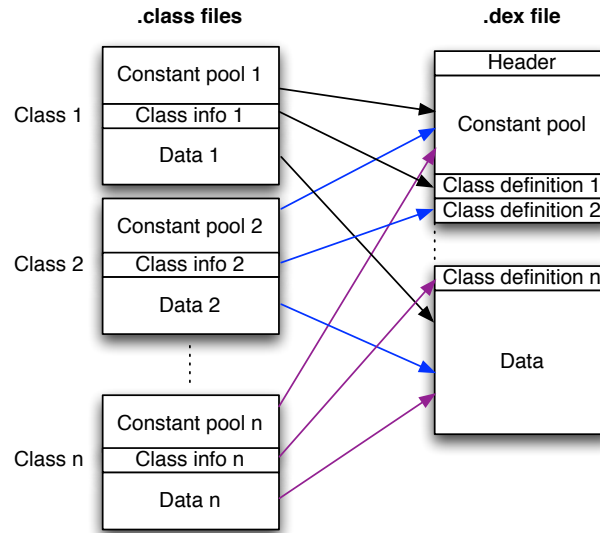 .class files
.dex file
Class 1
Constant pool 1
Class info 1
Data 1
Class 2
Constant pool 2
Class info 2
Data 2
Class n
Constant pool n
Class info n
Data n
Header
Constant pool
Class definition 1
Class definition 2
Class definition n
Data